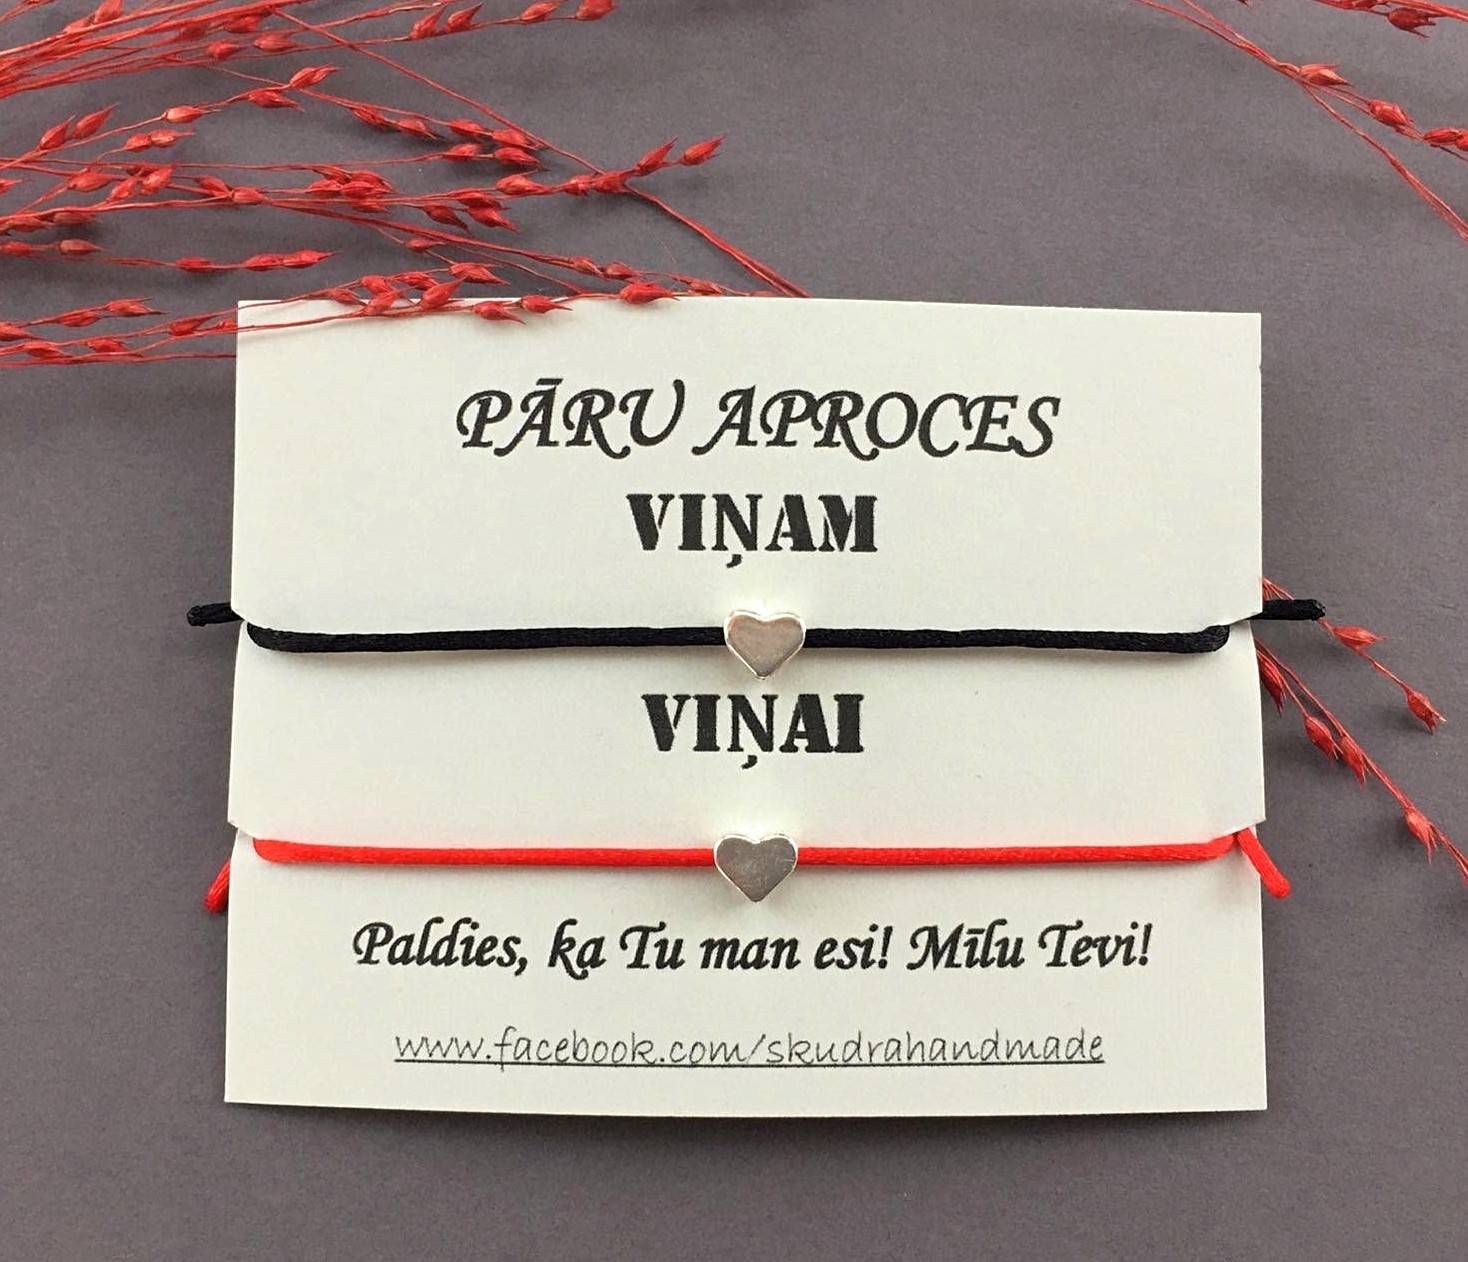 PĀRU APROCES
VIŅAM
VIŅAI
Paldies, ka Tu man esi! Mīlu Tevi!
www.facebook.com/skudrahandmade